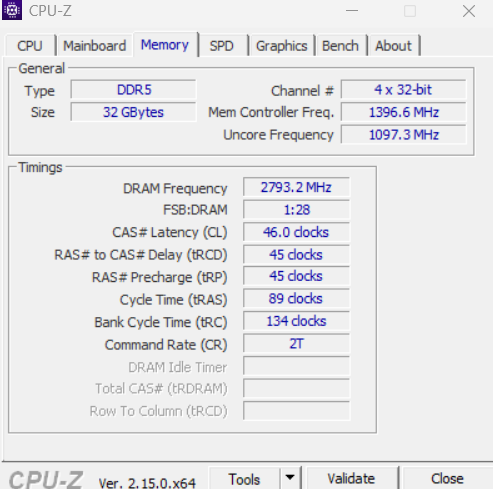 CPU-Z
CPU Mainboard Memory SPD Graphics Bench About
General
Type DDR5 Channel # 4 x 32-bit
Size 32 GBytes Mem Controller Freq. 1396.6 MHz
Uncore Frequency 1097.3 MHz
Timings
DRAM Frequency 2793.2 MHz
FSB:DRAM 1:28
CAS# Latency (CL) 46.0 clocks
RAS# to CAS# Delay (tRCD) 45 clocks
RAS# Precharge (tRP) 45 clocks
Cycle Time (tRAS) 89 clocks
Bank Cycle Time (tRC) 134 clocks
Command Rate (CR) 2T
DRAM Idle Timer
Total CAS# (tRDRAM)
Row To Column (tRCD)
CPU-Z Ver. 2.15.0.x64 Tools Validate Close